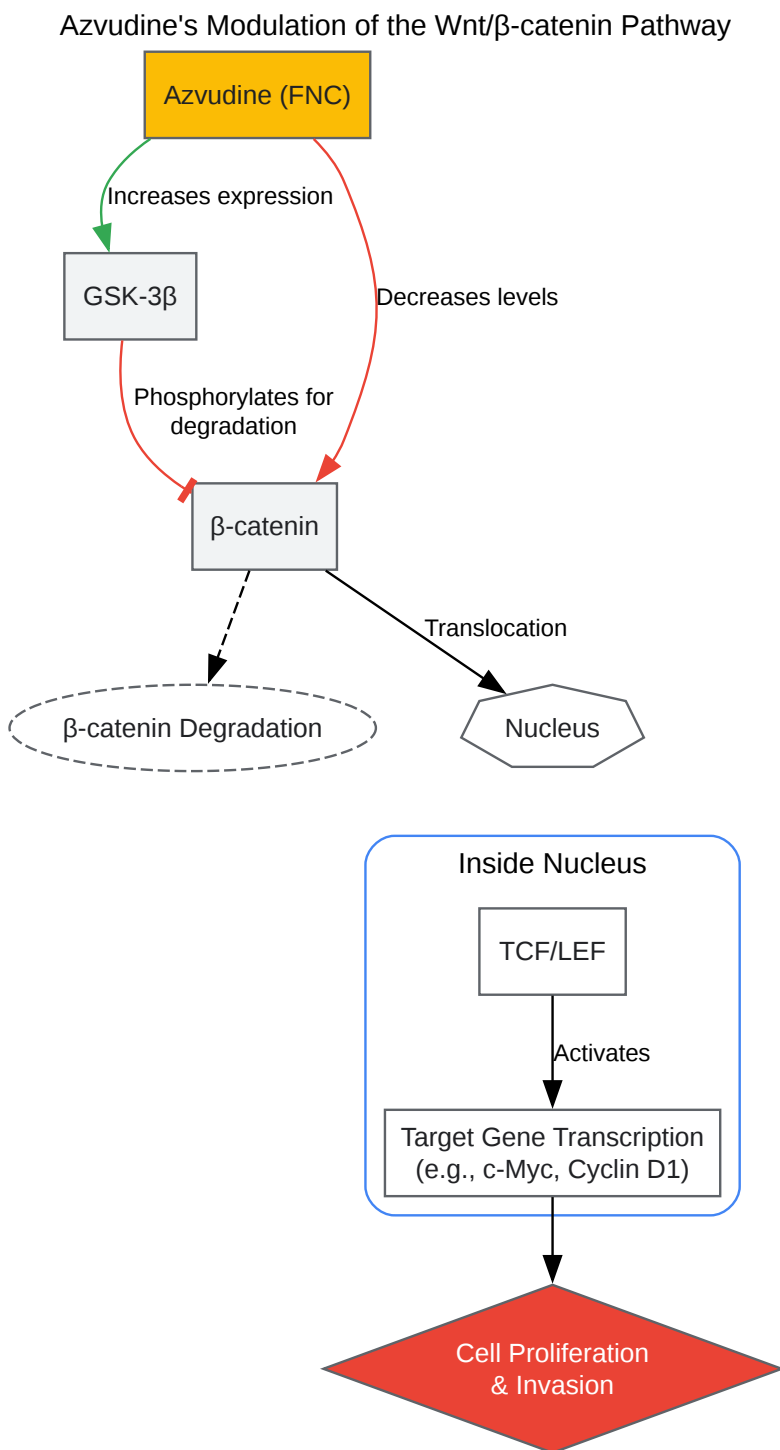 Azvudine's Modulation of the Wnt/β-catenin Pathway
Azvudine (FNC)
Increases expression
GSK-3β
Decreases levels
Phosphorylates for
degradation
β-catenin
Translocation
β-catenin Degradation
Nucleus
Inside Nucleus
TCF/LEF
Activates
Target Gene Transcription
(e.g., c-Myc, Cyclin D1)
Cell Proliferation
& Invasion